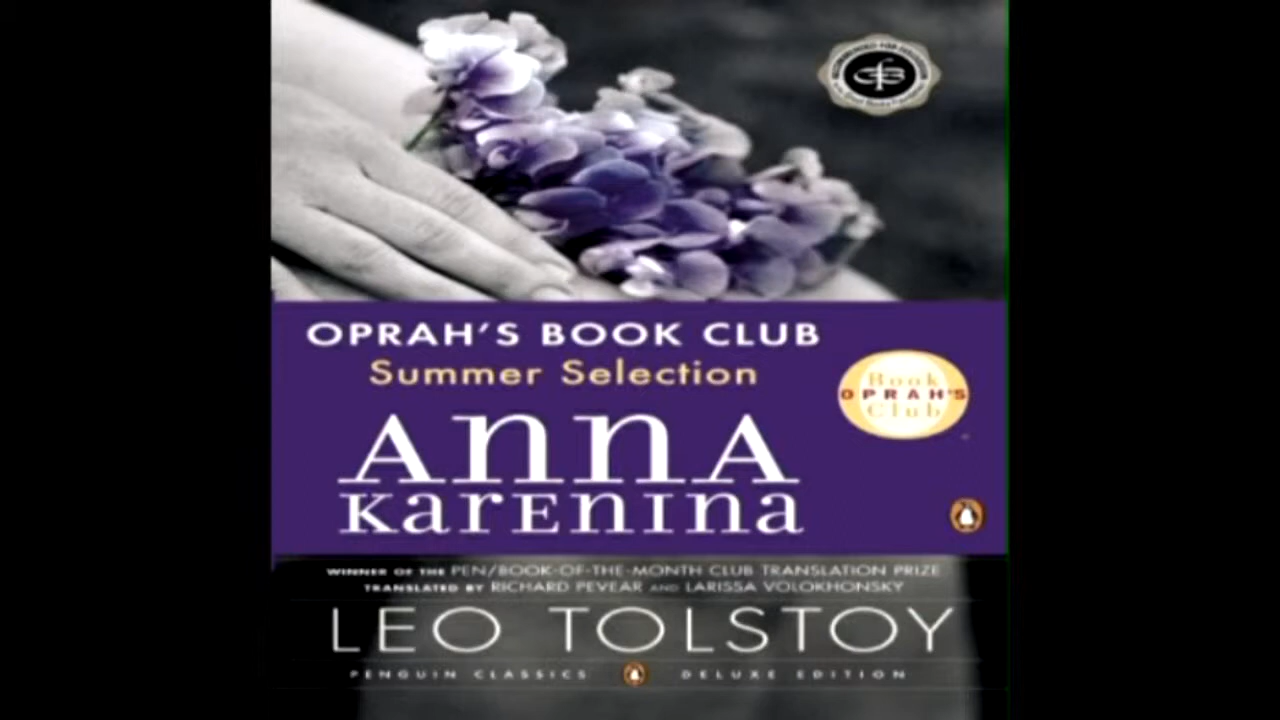 OPRAH'S BOOK CLUB
Summer Selection
Book
OPRAH'S
Club
Anna
Karenina
WINNER OF THE PEN/BOOK-OF-THE-MONTH CLUB TRANSLATION PRIZE
TRANSLATED BY RICHARD PEVEAR AND LARISSA VOLOKHONSKY
LEO TOLSTOY
PENGUIN CLASSICS DELUXE EDITION